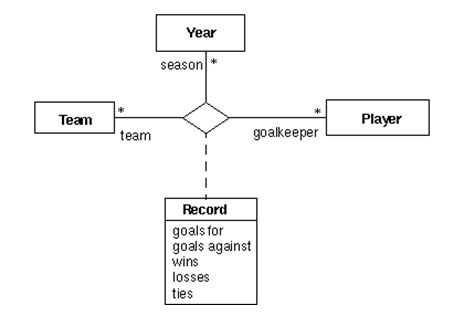 Year
season *
* *
Team Player
team goalkeeper
Record
goals for
goals against
wins
losses
ties